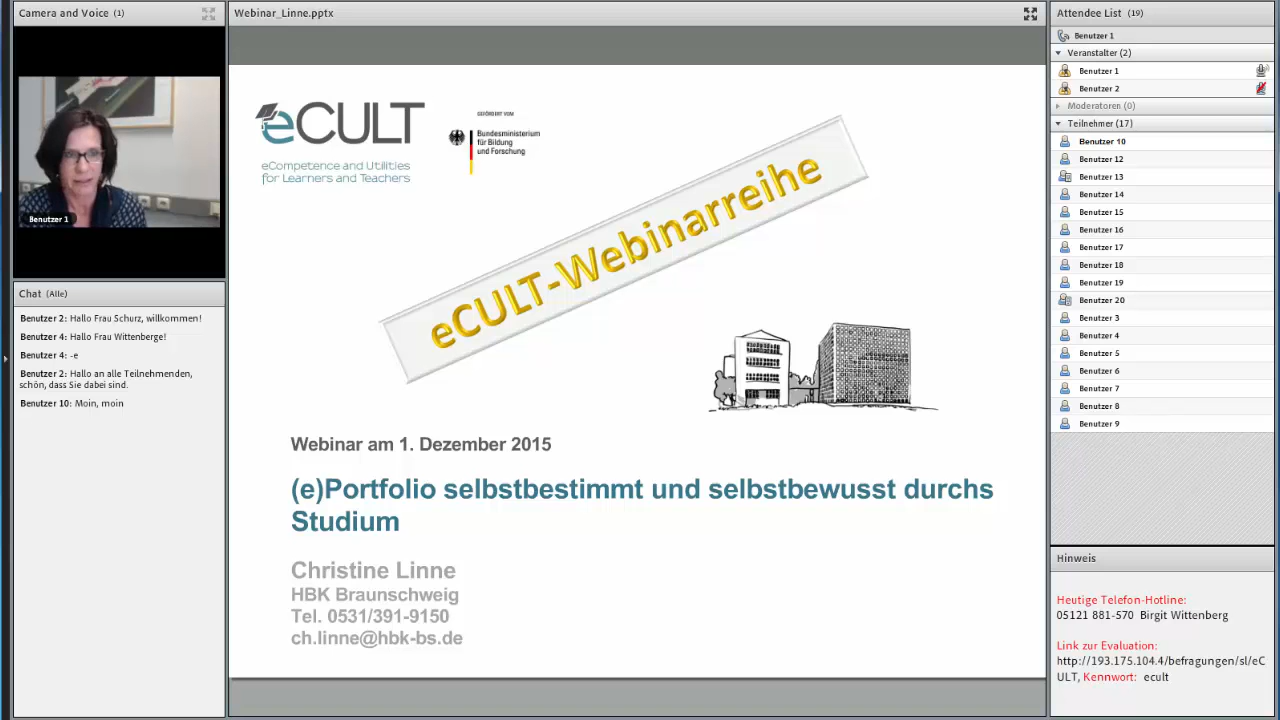 Camera and Voice (1)
Benutzer 1
Chat (Alle)
Benutzer 2: Hallo Frau Schurz, willkommen!
Benutzer 4: Hallo Frau Wittenberge!
Benutzer 4: -e
Benutzer 2: Hallo an alle Teilnehmenden,
schön, dass Sie dabei sind.
Benutzer 10: Moin, moin
Webinar_Linne.pptx
eCULT
eCompetence and Utilities
for Learners and Teachers
GEFÖRDERT VOM
Bundesministerium
für Bildung
und Forschung
eCULT-Webinarreihe
Webinar am 1. Dezember 2015
(e)Portfolio selbstbestimmt und selbstbewusst durchs
Studium
Christine Linne
HBK Braunschweig
Tel. 0531/391-9150
ch.linne@hbk-bs.de
Attendee List (19)
Benutzer 1
Veranstalter (2)
Benutzer 1
Benutzer 2
Moderatoren (0)
Teilnehmer (17)
Benutzer 10
Benutzer 12
Benutzer 13
Benutzer 14
Benutzer 15
Benutzer 16
Benutzer 17
Benutzer 18
Benutzer 19
Benutzer 20
Benutzer 3
Benutzer 4
Benutzer 5
Benutzer 6
Benutzer 7
Benutzer 8
Benutzer 9
Hinweis
Heutige Telefon-Hotline:
05121 881-570 Birgit Wittenberg
Link zur Evaluation:
http://193.175.104.4/befragungen/sl/eC
ULT, Kennwort: ecult